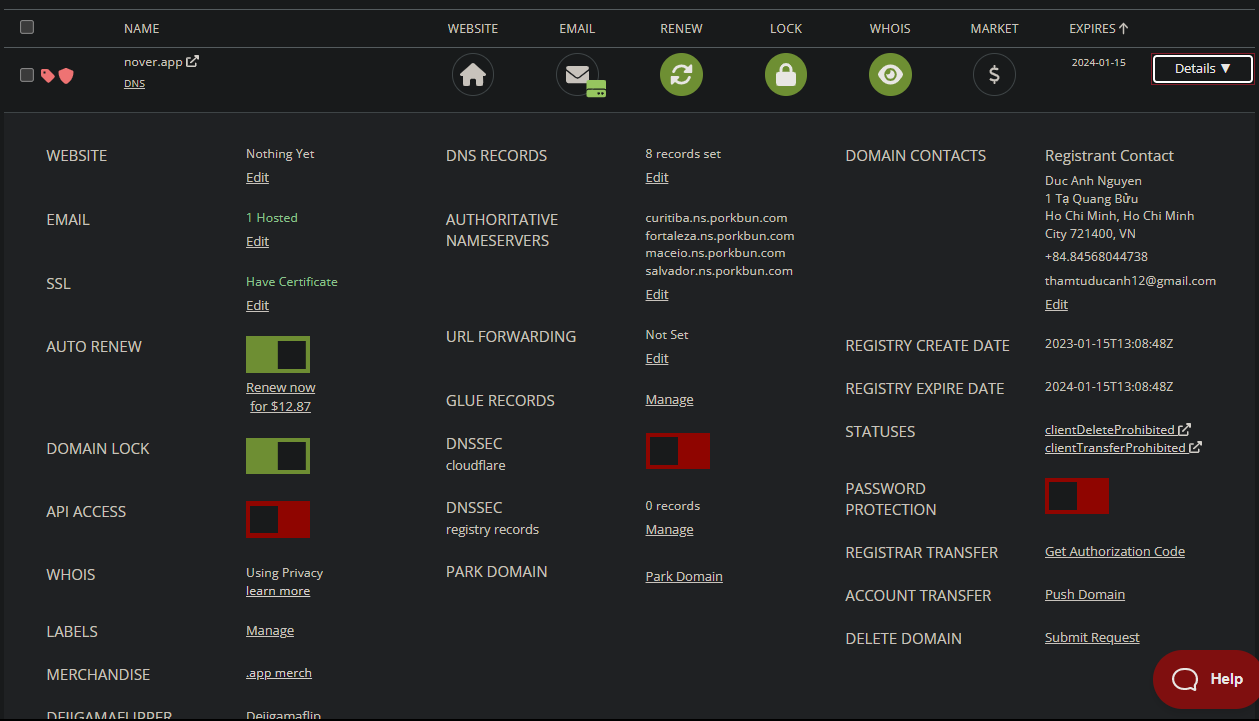 NAME WEBSITE EMAIL RENEW LOCK WHOIS MARKET EXPIRES
nover.app 2024-01-15 Details ▼
DNS
WEBSITE
Nothing Yet
Edit
EMAIL
1 Hosted
Edit
SSL
Have Certificate
Edit
AUTO RENEW
Renew now
for $12.87
DOMAIN LOCK
API ACCESS
WHOIS
Using Privacy
learn more
LABELS
Manage
MERCHANDISE
.app merch
DEJIGAMAFLIPPER
Dejigamaflip
DNS RECORDS
8 records set
Edit
AUTHORITATIVE
NAMESERVERS
curitiba.ns.porkbun.com
fortaleza.ns.porkbun.com
maceio.ns.porkbun.com
salvador.ns.porkbun.com
Edit
URL FORWARDING
Not Set
Edit
GLUE RECORDS
Manage
DNSSEC
cloudflare
DNSSEC
registry records
0 records
Manage
PARK DOMAIN
Park Domain
DOMAIN CONTACTS
Registrant Contact
Duc Anh Nguyen
1 Tạ Quang Bửu
Ho Chi Minh, Ho Chi Minh
City 721400, VN
+84.84568044738
thamtuducanh12@gmail.com
Edit
REGISTRY CREATE DATE
2023-01-15T13:08:48Z
REGISTRY EXPIRE DATE
2024-01-15T13:08:48Z
STATUSES
clientDeleteProhibited
clientTransferProhibited
PASSWORD
PROTECTION
REGISTRAR TRANSFER
Get Authorization Code
ACCOUNT TRANSFER
Push Domain
DELETE DOMAIN
Submit Request
Help